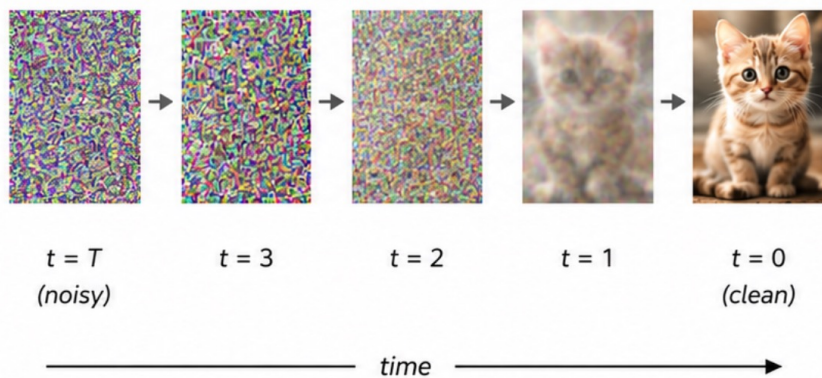 t = T
(noisy)
t = 3
t = 2
t = 1
t = 0
(clean)
time